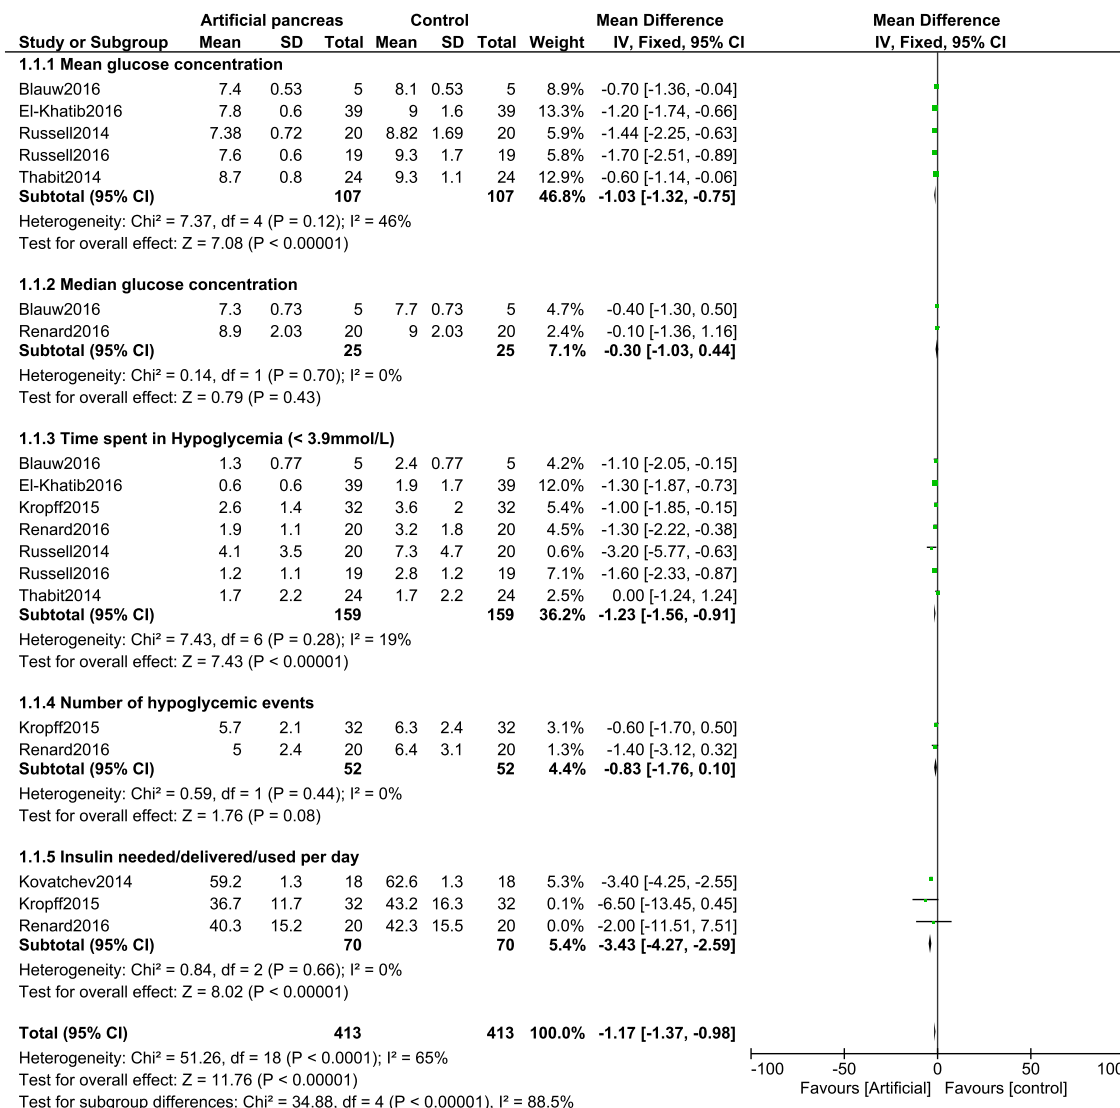 Artificial pancreas Control Mean Difference Mean Difference
Study or Subgroup Mean SD Total Mean SD Total Weight IV, Fixed, 95% CI IV, Fixed, 95% CI
1.1.1 Mean glucose concentration
Blauw2016 7.4 0.53 5 8.1 0.53 5 8.9% -0.70 [-1.36, -0.04]
El-Khatib2016 7.8 0.6 39 9 1.6 39 13.3% -1.20 [-1.74, -0.66]
Russell2014 7.38 0.72 20 8.82 1.69 20 5.9% -1.44 [-2.25, -0.63]
Russell2016 7.6 0.6 19 9.3 1.7 19 5.8% -1.70 [-2.51, -0.89]
Thabit2014 8.7 0.8 24 9.3 1.1 24 12.9% -0.60 [-1.14, -0.06]
Subtotal (95% CI) 107 107 46.8% -1.03 [-1.32, -0.75]
Heterogeneity: Chi² = 7.37, df = 4 (P = 0.12); I² = 46%
Test for overall effect: Z = 7.08 (P < 0.00001)
1.1.2 Median glucose concentration
Blauw2016 7.3 0.73 5 7.7 0.73 5 4.7% -0.40 [-1.30, 0.50]
Renard2016 8.9 2.03 20 9 2.03 20 2.4% -0.10 [-1.36, 1.16]
Subtotal (95% CI) 25 25 7.1% -0.30 [-1.03, 0.44]
Heterogeneity: Chi² = 0.14, df = 1 (P = 0.70); I² = 0%
Test for overall effect: Z = 0.79 (P = 0.43)
1.1.3 Time spent in Hypoglycemia (< 3.9mmol/L)
Blauw2016 1.3 0.77 5 2.4 0.77 5 4.2% -1.10 [-2.05, -0.15]
El-Khatib2016 0.6 0.6 39 1.9 1.7 39 12.0% -1.30 [-1.87, -0.73]
Kropff2015 2.6 1.4 32 3.6 2 32 5.4% -1.00 [-1.85, -0.15]
Renard2016 1.9 1.1 20 3.2 1.8 20 4.5% -1.30 [-2.22, -0.38]
Russell2014 4.1 3.5 20 7.3 4.7 20 0.6% -3.20 [-5.77, -0.63]
Russell2016 1.2 1.1 19 2.8 1.2 19 7.1% -1.60 [-2.33, -0.87]
Thabit2014 1.7 2.2 24 1.7 2.2 24 2.5% 0.00 [-1.24, 1.24]
Subtotal (95% CI) 159 159 36.2% -1.23 [-1.56, -0.91]
Heterogeneity: Chi² = 7.43, df = 6 (P = 0.28); I² = 19%
Test for overall effect: Z = 7.43 (P < 0.00001)
1.1.4 Number of hypoglycemic events
Kropff2015 5.7 2.1 32 6.3 2.4 32 3.1% -0.60 [-1.70, 0.50]
Renard2016 5 2.4 20 6.4 3.1 20 1.3% -1.40 [-3.12, 0.32]
Subtotal (95% CI) 52 52 4.4% -0.83 [-1.76, 0.10]
Heterogeneity: Chi² = 0.59, df = 1 (P = 0.44); I² = 0%
Test for overall effect: Z = 1.76 (P = 0.08)
1.1.5 Insulin needed/delivered/used per day
Kovatchev2014 59.2 1.3 18 62.6 1.3 18 5.3% -3.40 [-4.25, -2.55]
Kropff2015 36.7 11.7 32 43.2 16.3 32 0.1% -6.50 [-13.45, 0.45]
Renard2016 40.3 15.2 20 42.3 15.5 20 0.0% -2.00 [-11.51, 7.51]
Subtotal (95% CI) 70 70 5.4% -3.43 [-4.27, -2.59]
Heterogeneity: Chi² = 0.84, df = 2 (P = 0.66); I² = 0%
Test for overall effect: Z = 8.02 (P < 0.00001)
Total (95% CI) 413 413 100.0% -1.17 [-1.37, -0.98]
Heterogeneity: Chi² = 51.26, df = 18 (P < 0.0001); I² = 65%
Test for overall effect: Z = 11.76 (P < 0.00001)
Test for subgroup differences: Chi² = 34.88, df = 4 (P < 0.00001), I² = 88.5%
-100 -50 0 50 100
Favours [Artificial] Favours [control]